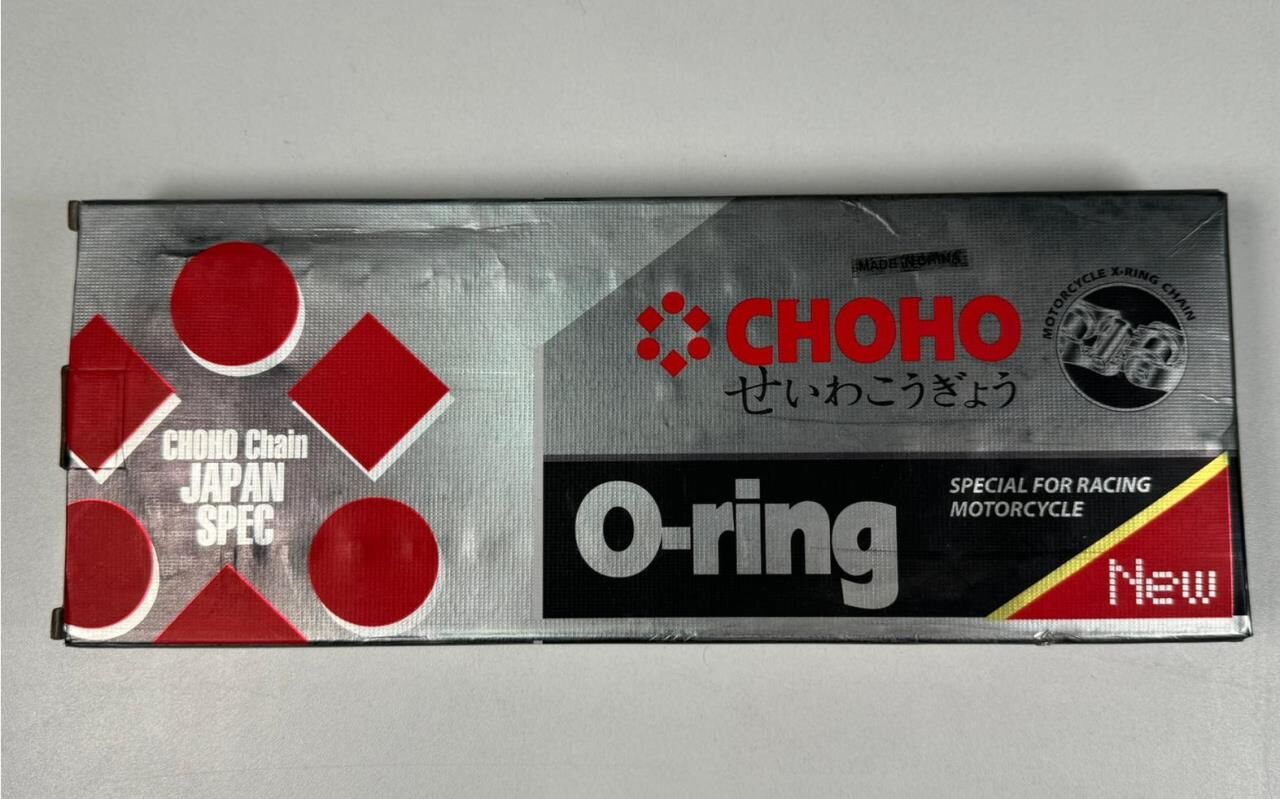 MADE IN CHINA
CHOHO
せいわこうぎょう
MOTORCYCLE X-RING CHAIN
CHOHO Chain
JAPAN
SPEC
O-ring
SPECIAL FOR RACING
MOTORCYCLE
New